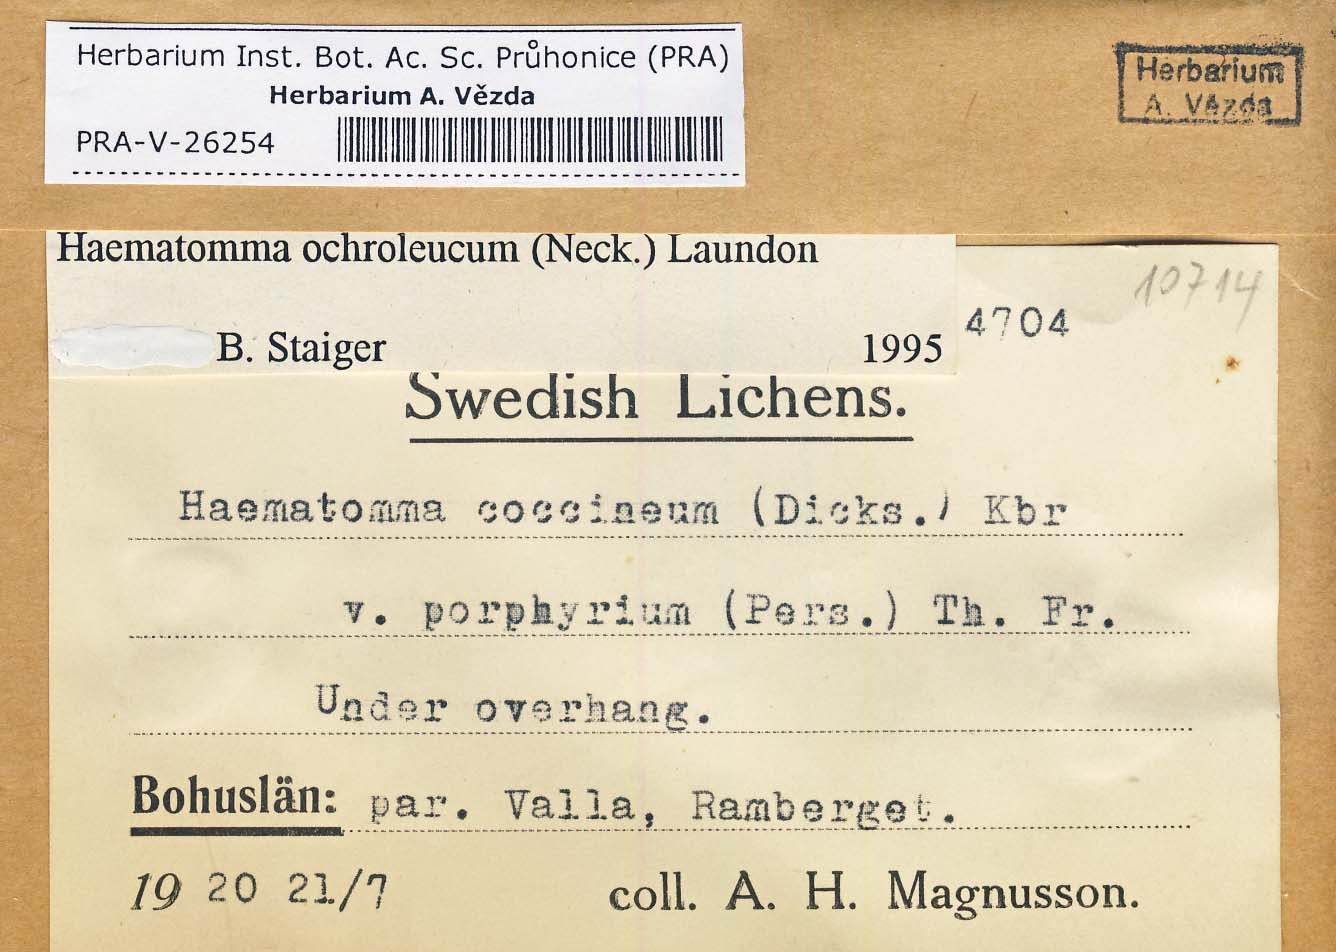 Herbarium Inst. Bot. Ac. Sc. Průhonice (PRA)
Herbarium A. Vězda
PRA-V-26254
Herbarium
A. Vězda
Haematomma ochroleucum (Neck.) Laundon
B. Staiger 1995
4704
10714
Swedish Lichens.
Haematomma coccineum (Dicks.) Kbr
v. porphyrium (Pers.) Th. Fr.
Under overhang.
Bohuslän: par. Valla, Ramberget.
19 20 21/7 coll. A. H. Magnusson.